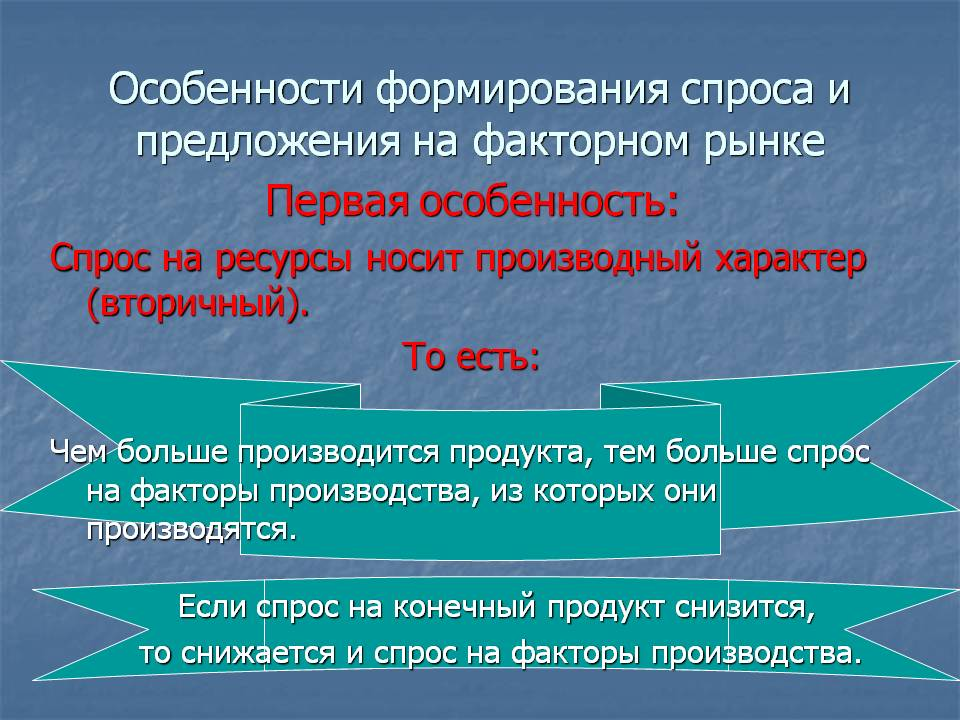 Особенности формирования спроса и
предложения на факторном рынке
Первая особенность:
Спрос на ресурсы носит производный характер
(вторичный).
То есть:
Чем больше производится продукта, тем больше спрос
на факторы производства, из которых они
производятся.
Если спрос на конечный продукт снизится,
то снижается и спрос на факторы производства.